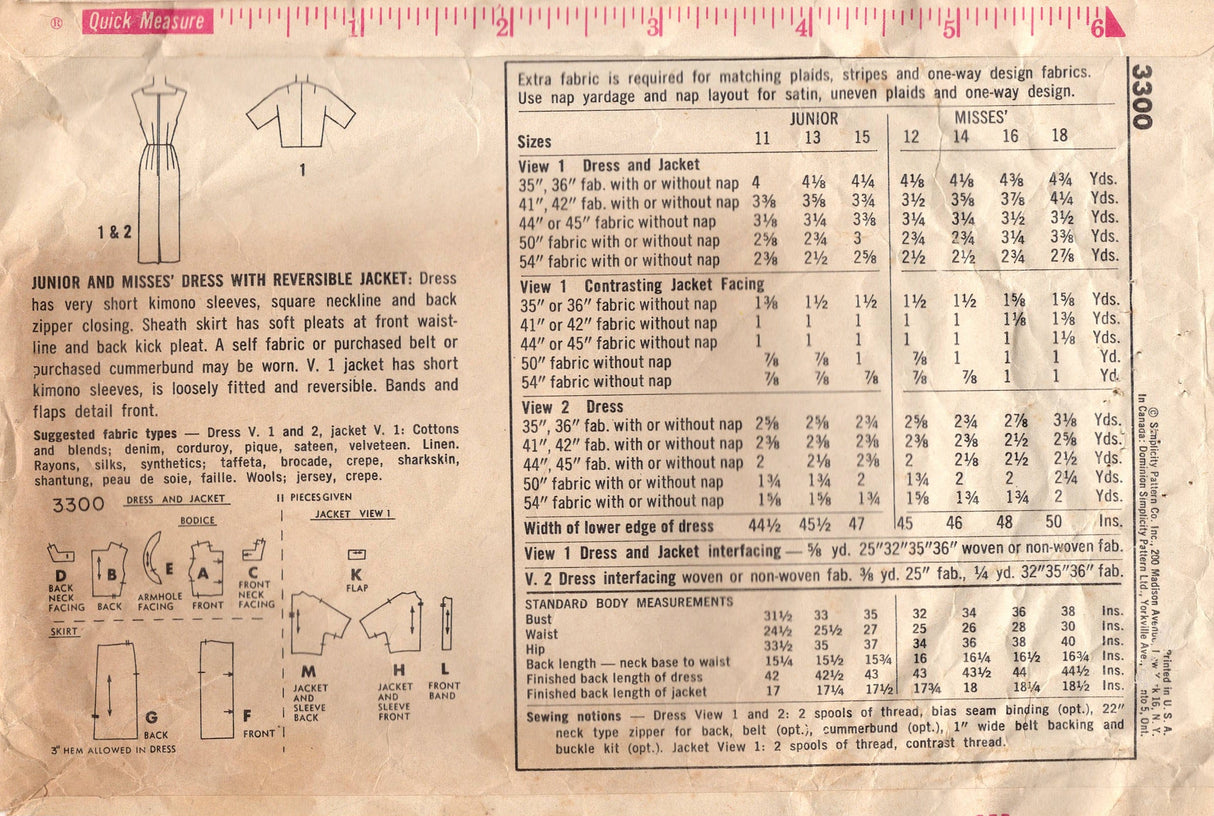 ® Quick Measure 1 2 3 4 5 6
1
1 & 2
JUNIOR AND MISSES' DRESS WITH REVERSIBLE JACKET: Dress
has very short kimono sleeves, square neckline and back
zipper closing. Sheath skirt has soft pleats at front waist-
line and back kick pleat. A self fabric or purchased belt or
purchased cummerbund may be worn. V. 1 jacket has short
kimono sleeves, is loosely fitted and reversible. Bands and
flaps detail front.
Suggested fabric types — Dress V. 1 and 2, jacket V. 1: Cottons
and blends; denim, corduroy, pique, sateen, velveteen. Linen.
Rayons, silks, synthetics; taffeta, brocade, crepe, sharkskin,
shantung, peau de soie, faille. Wools; jersey, crepe.
3300 DRESS AND JACKET 11 PIECES GIVEN
BODICE
JACKET VIEW 1
D
BACK
NECK
FACING
B
BACK
E
ARMHOLE
FACING
A
FRONT
C
FRONT
NECK
FACING
K
FLAP
SKIRT
G
BACK
F
FRONT
3" HEM ALLOWED IN DRESS
M
JACKET
AND
SLEEVE
BACK
H
JACKET
AND
SLEEVE
FRONT
L
FRONT
BAND
Extra fabric is required for matching plaids, stripes and one-way design fabrics.
Use nap yardage and nap layout for satin, uneven plaids and one-way design.
JUNIOR MISSES'
Sizes 11 13 15 12 14 16 18
View 1 Dress and Jacket
35", 36" fab. with or without nap 4 4⅛ 4¼ 4⅛ 4⅛ 4⅜ 4¾ Yds.
41", 42" fab. with or without nap 3⅜ 3⅝ 3¾ 3½ 3⅝ 3⅞ 4¼ Yds.
44" or 45" fabric without nap 3⅛ 3¼ 3⅜ 3¼ 3¼ 3½ 3½ Yds.
50" fabric with or without nap 2⅝ 2¾ 3 2¾ 2¾ 3¼ 3⅜ Yds.
54" fabric with or without nap 2⅜ 2½ 2⅝ 2½ 2½ 2¾ 2⅞ Yds.
View 1 Contrasting Jacket Facing
35" or 36" fabric without nap 1⅜ 1½ 1½ 1½ 1½ 1⅝ 1⅝ Yds.
41" or 42" fabric without nap 1 1 1 1 1 1⅛ 1⅜ Yds.
44" or 45" fabric without nap 1 1 1 1 1 1 1⅛ Yds.
50" fabric without nap ⅞ ⅞ 1 ⅞ 1 1 1 Yd.
54" fabric without nap ⅞ ⅞ ⅞ ⅞ ⅞ 1 1 Yd.
View 2 Dress
35", 36" fab. with or without nap 2⅝ 2⅝ 2¾ 2⅝ 2¾ 2⅞ 3⅛ Yds.
41", 42" fab. with or without nap 2⅜ 2⅜ 2⅜ 2⅜ 2⅜ 2½ 2⅝ Yds.
44", 45" fab. with or without nap 2 2⅛ 2⅜ 2 2⅛ 2½ 2½ Yds.
50" fabric with or without nap 1¾ 1¾ 2 1¾ 2 2 2¼ Yds.
54" fabric with or without nap 1⅝ 1⅝ 1¾ 1⅝ 1¾ 1¾ 2 Yds.
Width of lower edge of dress 44½ 45½ 47 45 46 48 50 Ins.
View 1 Dress and Jacket interfacing — ⅝ yd. 25"32"35"36" woven or non-woven fab.
V. 2 Dress interfacing woven or non-woven fab. ⅜ yd. 25" fab., ¼ yd. 32"35"36" fab.
STANDARD BODY MEASUREMENTS
Bust 31½ 33 35 32 34 36 38 Ins.
Waist 24½ 25½ 27 25 26 28 30 Ins.
Hip 33½ 35 37 34 36 38 40 Ins.
Back length — neck base to waist 15¼ 15½ 15¾ 16 16¼ 16½ 16¾ Ins.
Finished back length of dress 42 42½ 43 43 43½ 44 44½ Ins.
Finished back length of jacket 17 17¼ 17½ 17¾ 18 18¼ 18½ Ins.
Sewing notions — Dress View 1 and 2: 2 spools of thread, bias seam binding (opt.), 22"
neck type zipper for back, belt (opt.), cummerbund (opt.), 1" wide belt backing and
buckle kit (opt.). Jacket View 1: 2 spools of thread, contrast thread.
3300
© Simplicity Pattern Co. Inc., 200 Madison Avenue, k 16, N. Y.
In Canada: Dominion Simplicity Pattern Ltd., Yorkville Ave., nto 5, Ont.
Printed in U. S. A.